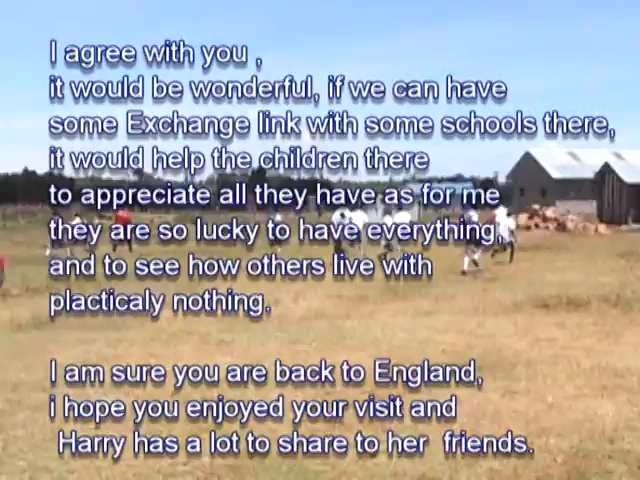 I agree with you ,
it would be wonderful, if we can have
some Exchange link with some schools there,
it would help the children there
to appreciate all they have as for me
they are so lucky to have everything,
and to see how others live with
placticaly nothing.
I am sure you are back to England,
i hope you enjoyed your visit and
Harry has a lot to share to her friends.